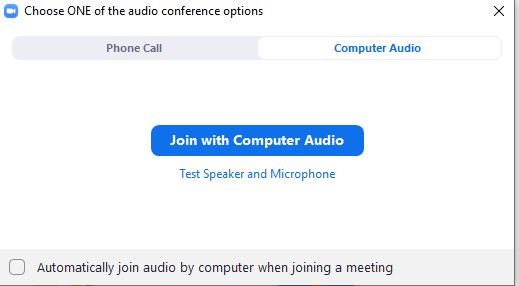 Choose ONE of the audio conference options
Phone Call
Computer Audio
Join with Computer Audio
Test Speaker and Microphone
Automatically join audio by computer when joining a meeting